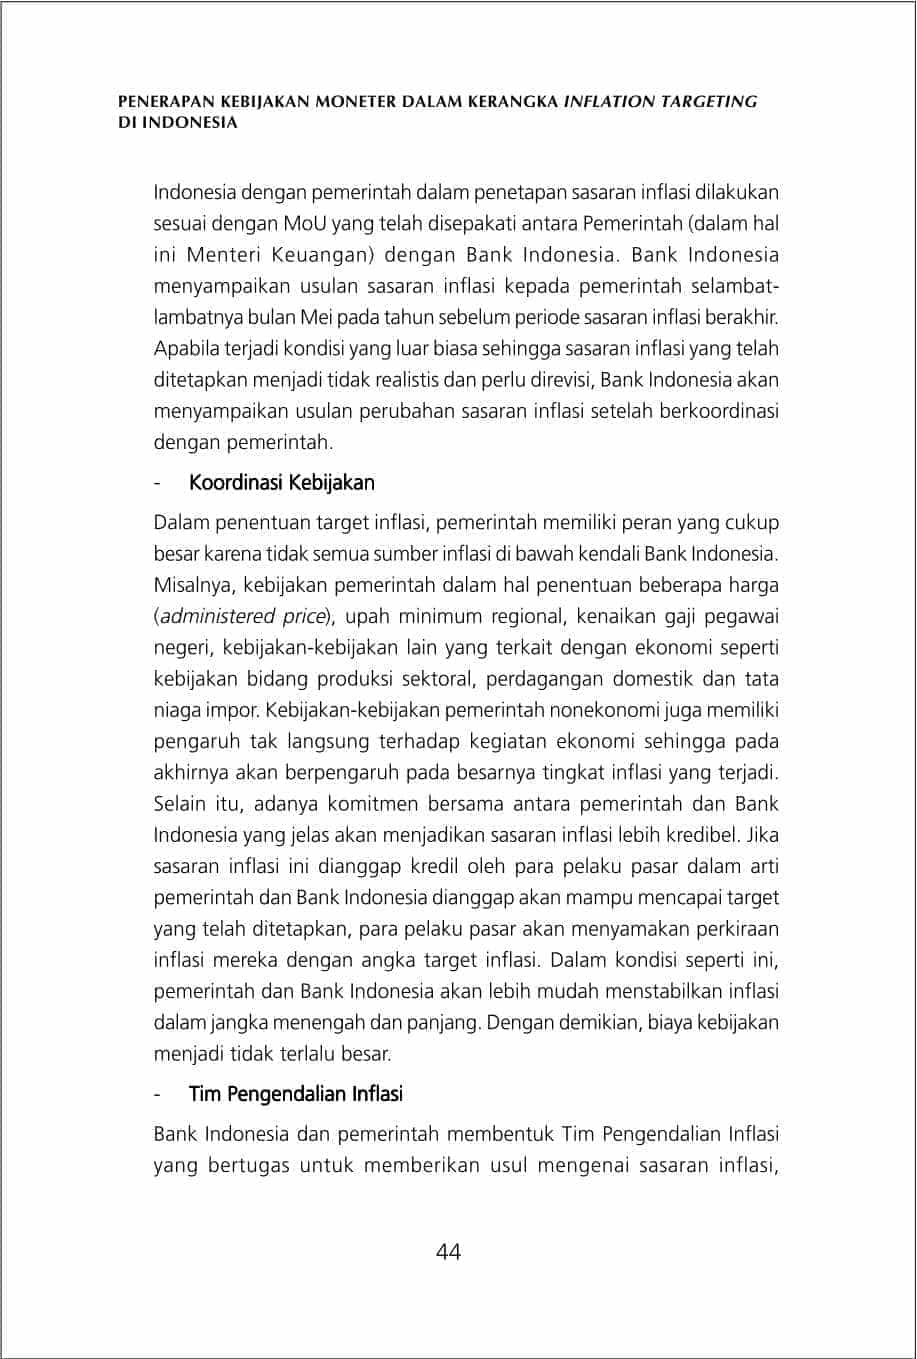 PENERAPAN KEBIJAKAN MONETER DALAM KERANGKA INFLATION TARGETING
DI INDONESIA
Indonesia dengan pemerintah dalam penetapan sasaran inflasi dilakukan
sesuai dengan MoU yang telah disepakati antara Pemerintah (dalam hal
ini Menteri Keuangan) dengan Bank Indonesia. Bank Indonesia
menyampaikan usulan sasaran inflasi kepada pemerintah selambat-
lambatnya bulan Mei pada tahun sebelum periode sasaran inflasi berakhir.
Apabila terjadi kondisi yang luar biasa sehingga sasaran inflasi yang telah
ditetapkan menjadi tidak realistis dan perlu direvisi, Bank Indonesia akan
menyampaikan usulan perubahan sasaran inflasi setelah berkoordinasi
dengan pemerintah.
- Koordinasi Kebijakan
Dalam penentuan target inflasi, pemerintah memiliki peran yang cukup
besar karena tidak semua sumber inflasi di bawah kendali Bank Indonesia.
Misalnya, kebijakan pemerintah dalam hal penentuan beberapa harga
(administered price), upah minimum regional, kenaikan gaji pegawai
negeri, kebijakan-kebijakan lain yang terkait dengan ekonomi seperti
kebijakan bidang produksi sektoral, perdagangan domestik dan tata
niaga impor. Kebijakan-kebijakan pemerintah nonekonomi juga memiliki
pengaruh tak langsung terhadap kegiatan ekonomi sehingga pada
akhirnya akan berpengaruh pada besarnya tingkat inflasi yang terjadi.
Selain itu, adanya komitmen bersama antara pemerintah dan Bank
Indonesia yang jelas akan menjadikan sasaran inflasi lebih kredibel. Jika
sasaran inflasi ini dianggap kredil oleh para pelaku pasar dalam arti
pemerintah dan Bank Indonesia dianggap akan mampu mencapai target
yang telah ditetapkan, para pelaku pasar akan menyamakan perkiraan
inflasi mereka dengan angka target inflasi. Dalam kondisi seperti ini,
pemerintah dan Bank Indonesia akan lebih mudah menstabilkan inflasi
dalam jangka menengah dan panjang. Dengan demikian, biaya kebijakan
menjadi tidak terlalu besar.
- Tim Pengendalian Inflasi
Bank Indonesia dan pemerintah membentuk Tim Pengendalian Inflasi
yang bertugas untuk memberikan usul mengenai sasaran inflasi,
44